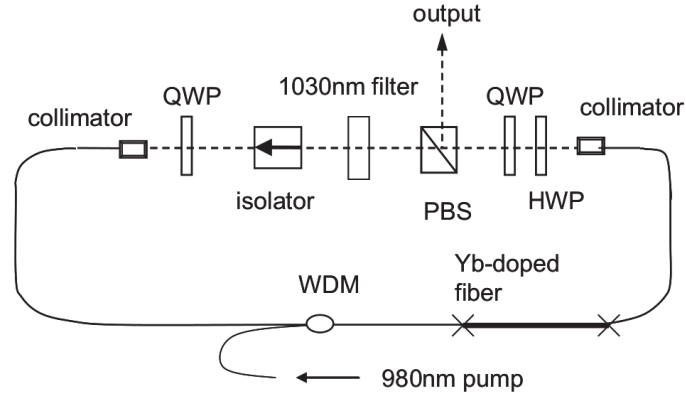 output
1030nm filter
QWP
QWP
collimator
collimator
isolator
PBS
HWP
Yb-doped
fiber
WDM
980nm pump